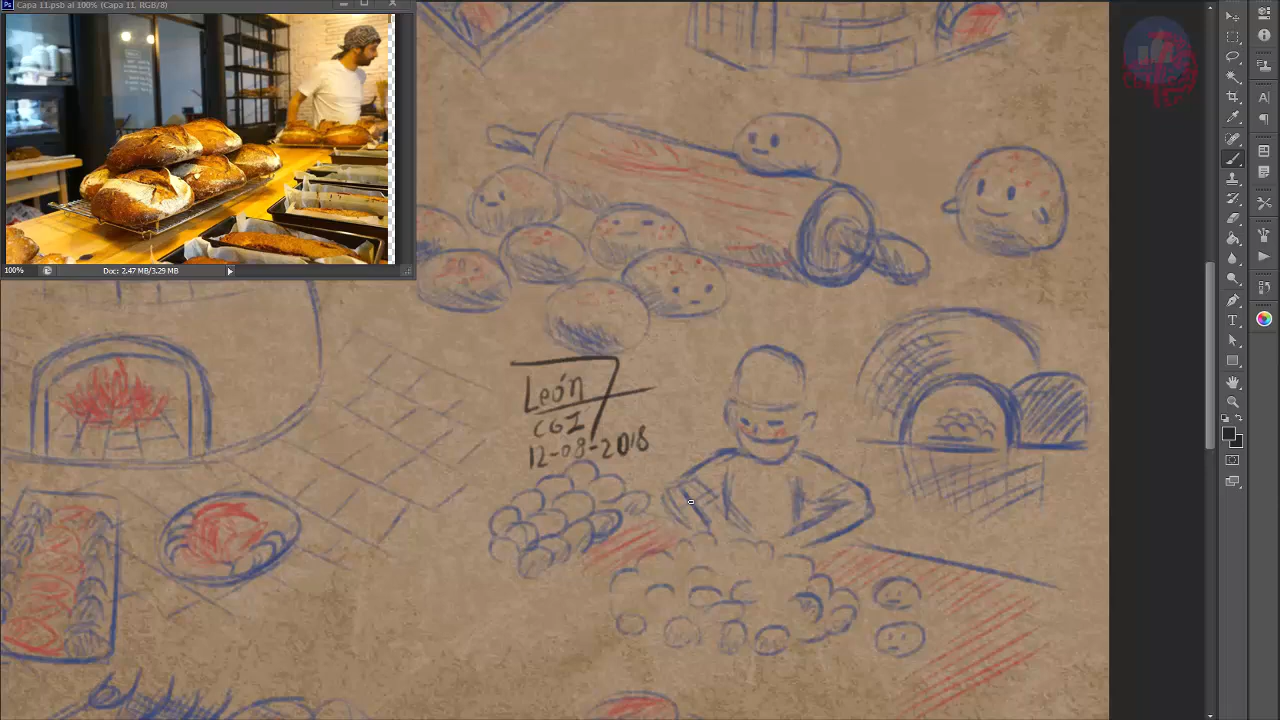 Capa 11.psb al 100% (Capa 11, RGB/8)
100%
Doc: 2.47 MB/3.29 MB
León
CGI
12-08-2018